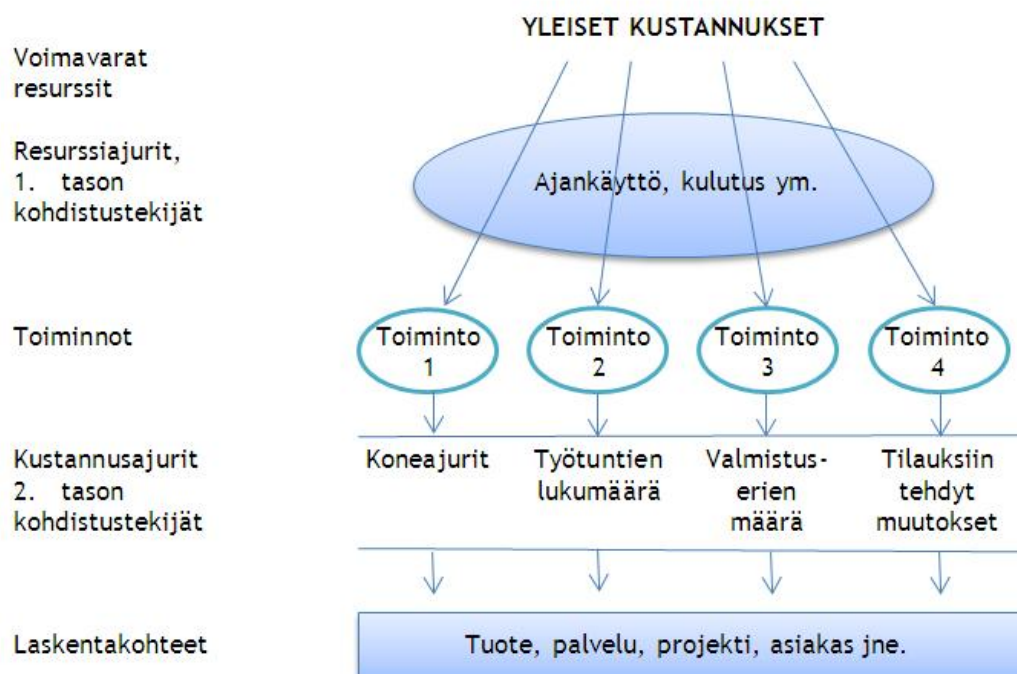 YLEISET KUSTANNUKSET
Voimavarat
resurssit
Resurssiajurit,
1. tason
kohdistustekijät
Ajankäyttö, kulutus ym.
Toiminnot
Toiminto
1
Toiminto
2
Toiminto
3
Toiminto
4
Kustannusajurit
2. tason
kohdistustekijät
Koneajurit
Työtuntien
lukumäärä
Valmistus-
erien
määrä
Tilauksiin
tehdyt
muutokset
Laskentakohteet
Tuote, palvelu, projekti, asiakas jne.